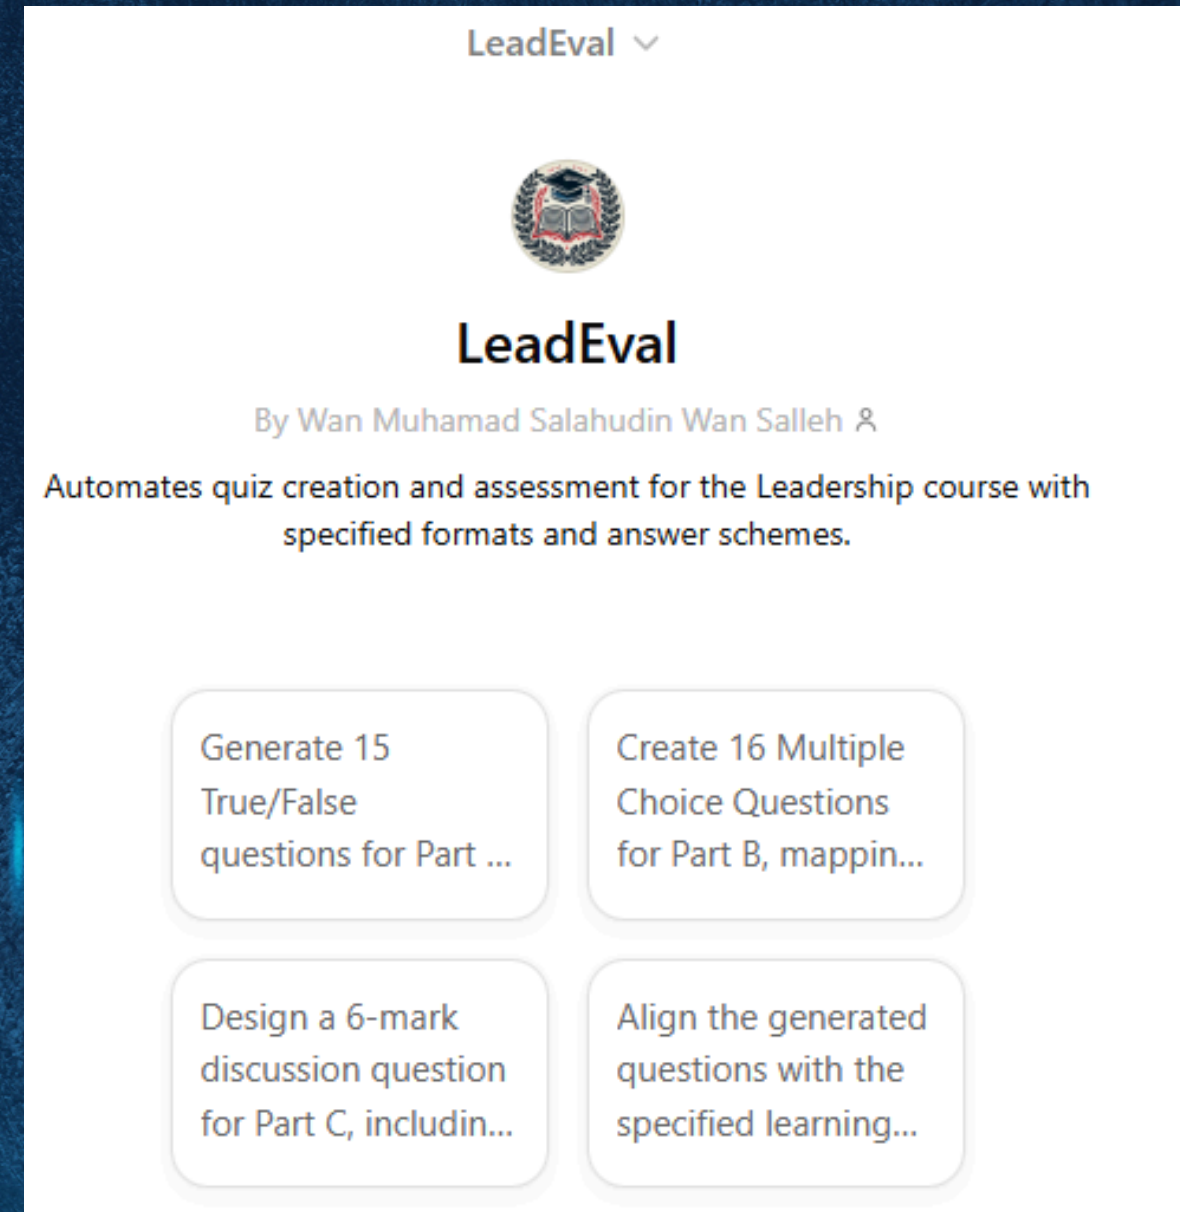 LeadEval
LeadEval
By Wan Muhamad Salahudin Wan Salleh
Automates quiz creation and assessment for the Leadership course with
specified formats and answer schemes.
Generate 15
True/False
questions for Part ...
Create 16 Multiple
Choice Questions
for Part B, mappin...
Design a 6-mark
discussion question
for Part C, includin...
Align the generated
questions with the
specified learning...